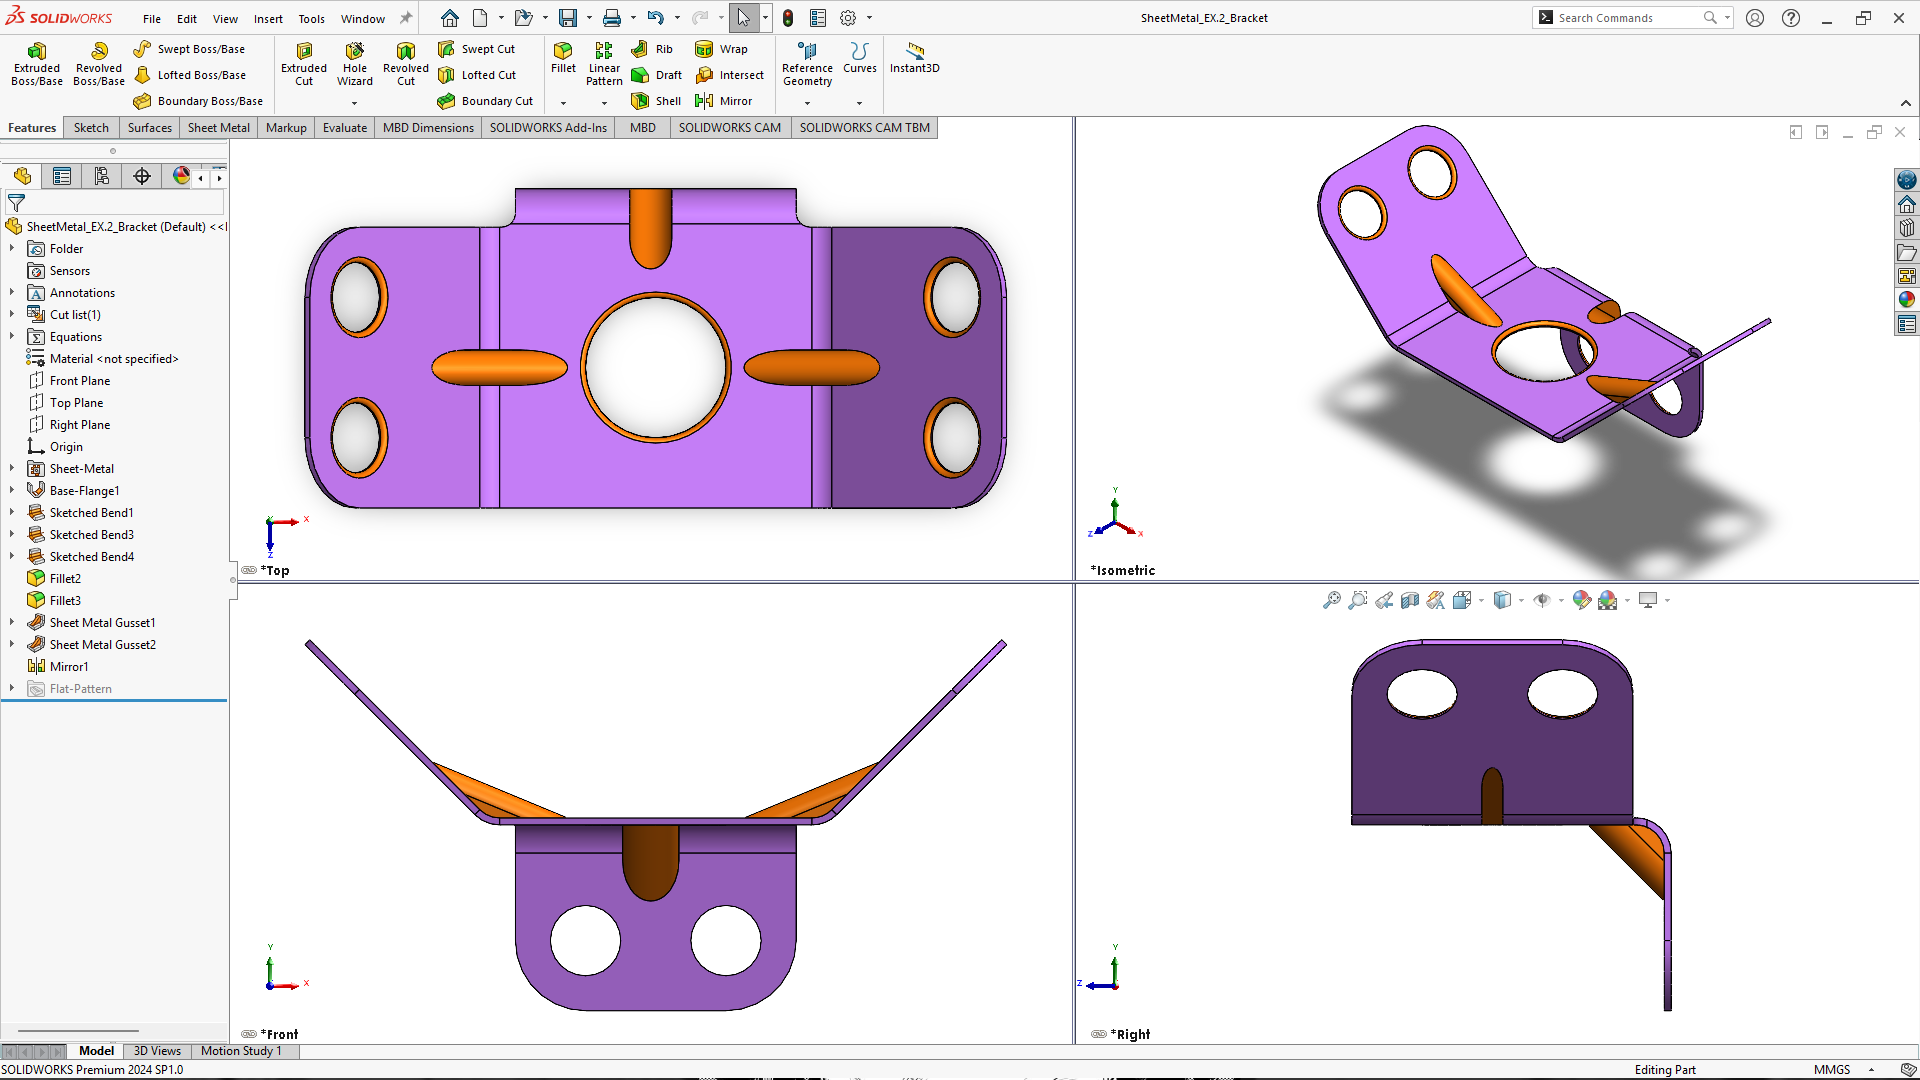 SOLIDWORKS File Edit View Insert Tools Window SheetMetal_EX.2_Bracket Search Commands
Extruded Boss/Base
Revolved Boss/Base
Swept Boss/Base
Lofted Boss/Base
Boundary Boss/Base
Extruded Cut
Hole Wizard
Revolved Cut
Swept Cut
Lofted Cut
Boundary Cut
Fillet
Linear Pattern
Rib
Draft
Shell
Wrap
Intersect
Mirror
Reference Geometry
Curves
Instant3D
Features Sketch Surfaces Sheet Metal Markup Evaluate MBD Dimensions SOLIDWORKS Add-Ins MBD SOLIDWORKS CAM SOLIDWORKS CAM TBM
SheetMetal_EX.2_Bracket (Default) <<
Folder
Sensors
Annotations
Cut list(1)
Equations
Material <not specified>
Front Plane
Top Plane
Right Plane
Origin
Sheet-Metal
Base-Flange1
Sketched Bend1
Sketched Bend3
Sketched Bend4
Fillet2
Fillet3
Sheet Metal Gusset1
Sheet Metal Gusset2
Mirror1
Flat-Pattern
X
Z
*Top
Y
Z
X
*Isometric
Y
X
*Front
Y
Z
*Right
Model 3D Views Motion Study 1
SOLIDWORKS Premium 2024 SP1.0 Editing Part MMGS